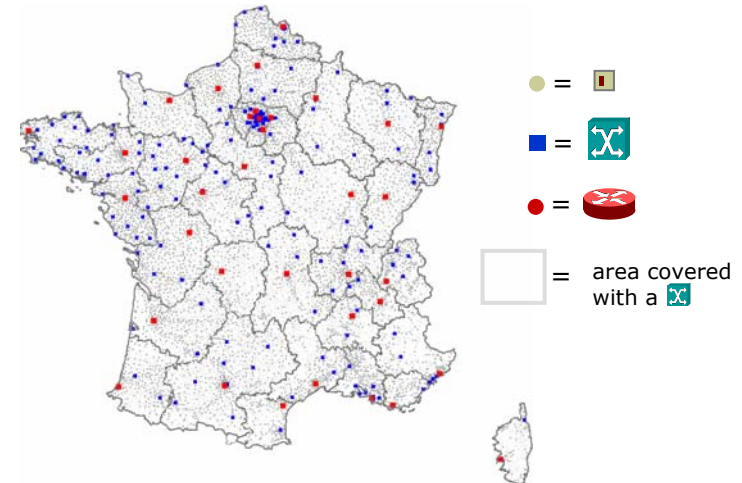 =
=
=
= area covered
with a